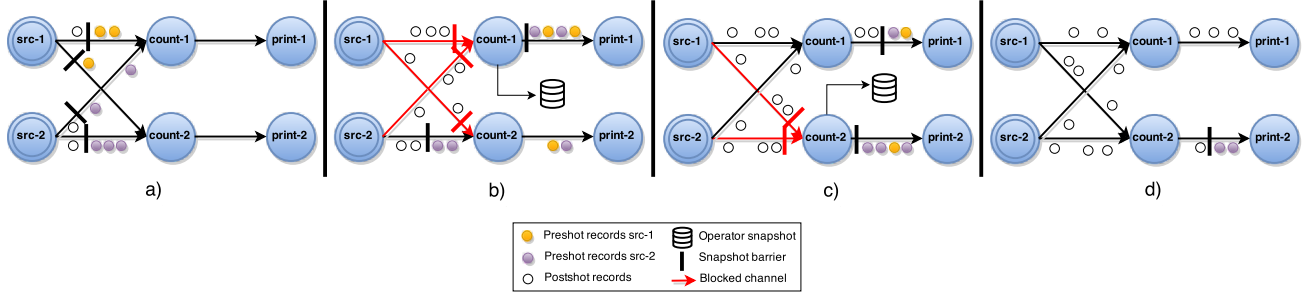 src-1 count-1 print-1 src-1 count-1 print-1 src-1 count-1 print-1 src-1 count-1 print-1
src-2 count-2 print-2 src-2 count-2 print-2 src-2 count-2 print-2 src-2 count-2 print-2
a) b) c) d)
Preshot records src-1 Operator snapshot
Preshot records src-2 Snapshot barrier
Postshot records Blocked channel